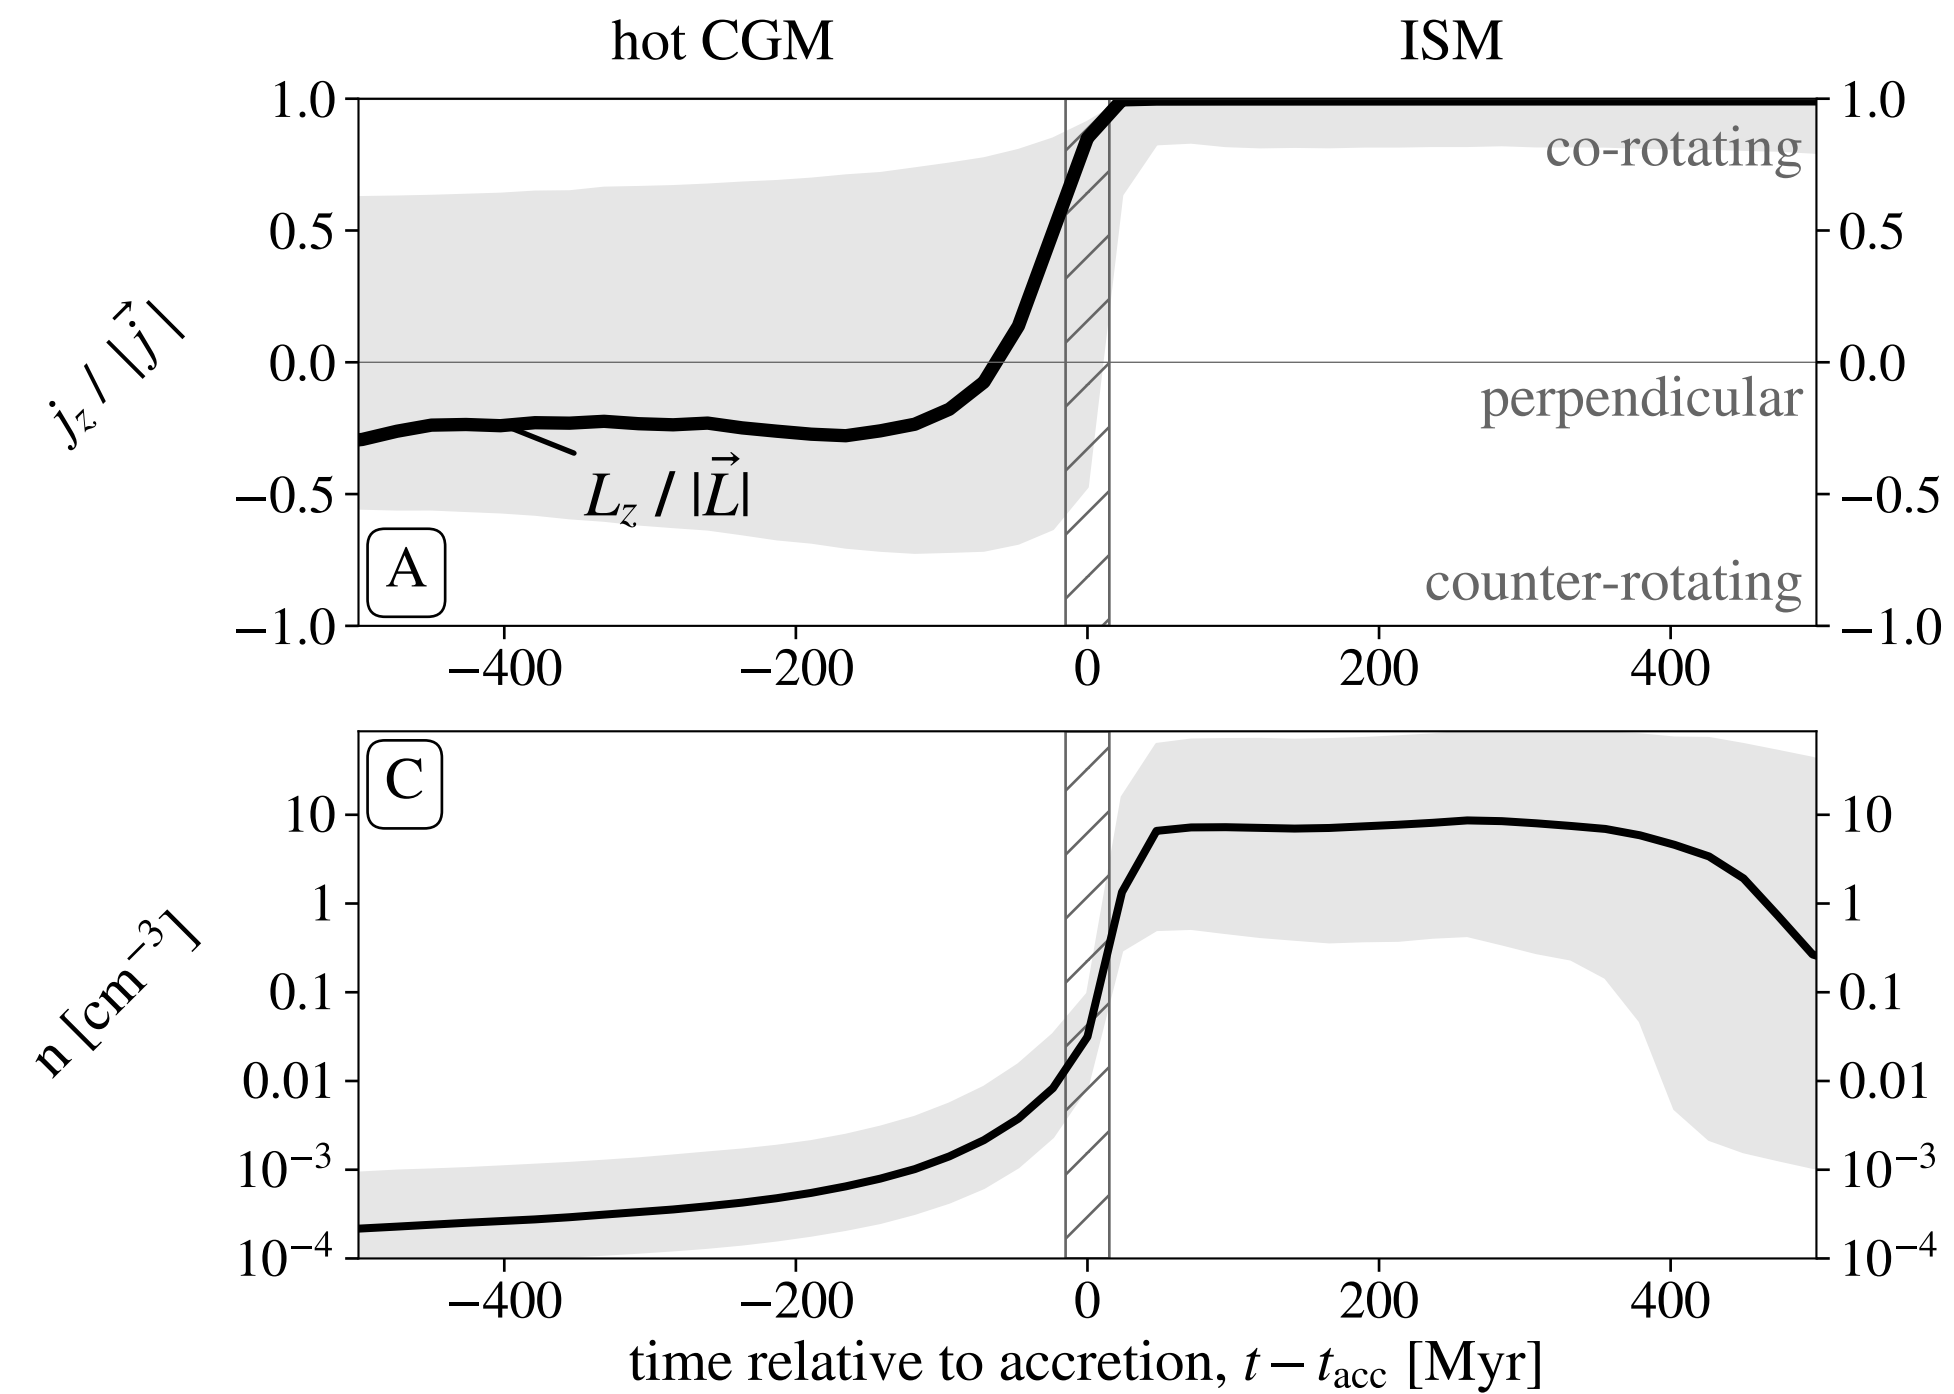 hot CGM ISM
1.0 1.0
co-rotating
0.5 0.5
j_z / |j⃗|
0.0 0.0
perpendicular
L_z / |L⃗|
−0.5 −0.5
A
counter-rotating
−1.0 −1.0
−400 −200 0 200 400
C
10 10
1 1
n [cm⁻³]
0.1 0.1
0.01 0.01
10⁻³ 10⁻³
10⁻⁴ 10⁻⁴
−400 −200 0 200 400
time relative to accretion, t − t_acc [Myr]